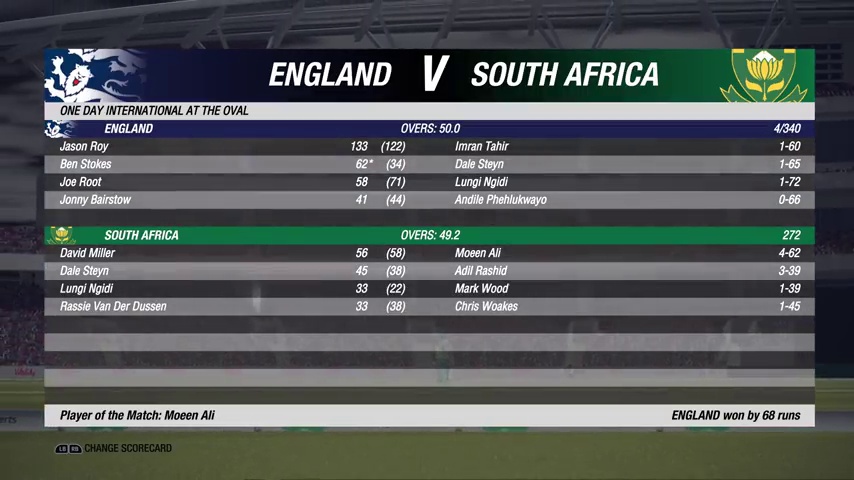 ENGLAND V SOUTH AFRICA
ONE DAY INTERNATIONAL AT THE OVAL
ENGLAND OVERS: 50.0 4/340
Jason Roy 133 (122) Imran Tahir 1-60
Ben Stokes 62* (34) Dale Steyn 1-65
Joe Root 58 (71) Lungi Ngidi 1-72
Jonny Bairstow 41 (44) Andile Phehlukwayo 0-66
SOUTH AFRICA OVERS: 49.2 272
David Miller 56 (58) Moeen Ali 4-62
Dale Steyn 45 (38) Adil Rashid 3-39
Lungi Ngidi 33 (22) Mark Wood 1-39
Rassie Van Der Dussen 33 (38) Chris Woakes 1-45
Player of the Match: Moeen Ali ENGLAND won by 68 runs
LB RB CHANGE SCORECARD